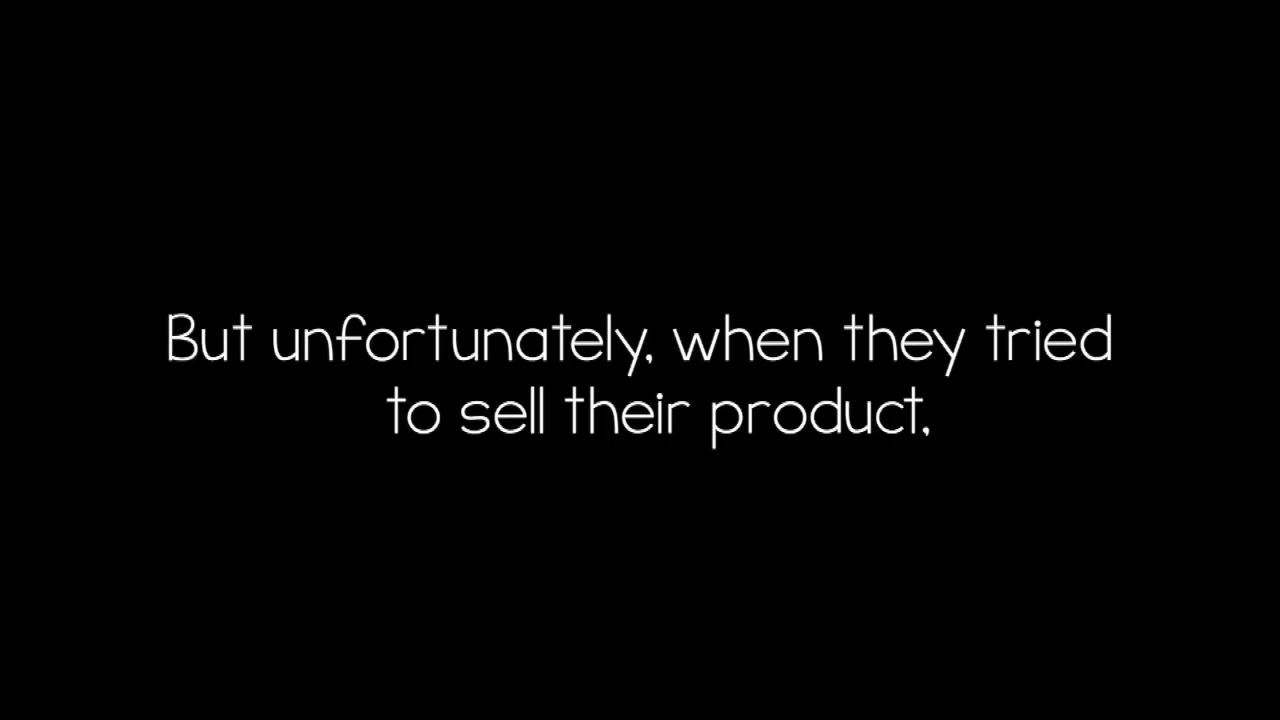 But unfortunately, when they tried
to sell their product,